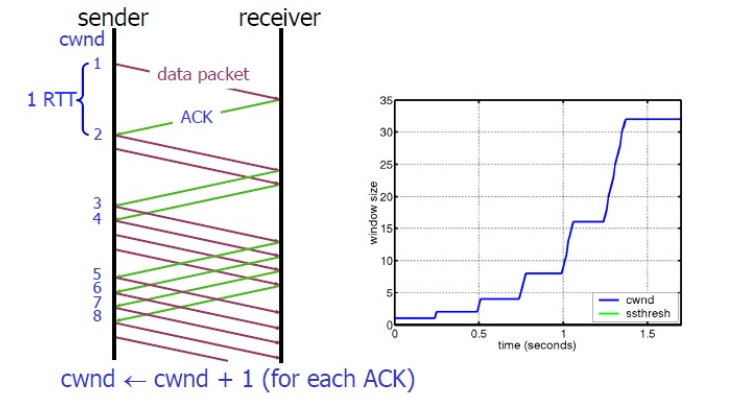 sender
receiver
cwnd
1
data packet
1 RTT
ACK
2
3
4
5
6
7
8
cwnd ← cwnd + 1 (for each ACK)
35
30
25
20
15
10
5
0
window size
0
0.5
1
1.5
time (seconds)
cwnd
ssthresh